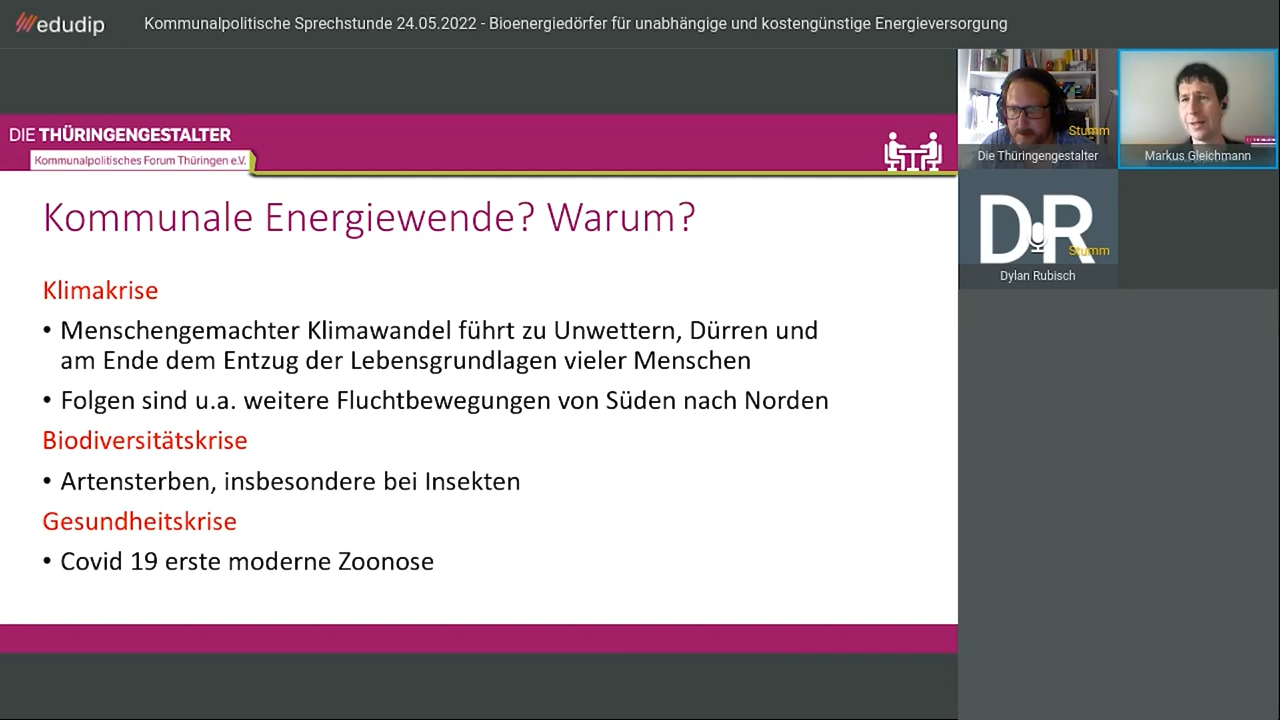 edudip
Kommunalpolitische Sprechstunde 24.05.2022 - Bioenergiedörfer für unabhängige und kostengünstige Energieversorgung
DIE THÜRINGENGESTALTER
Kommunalpolitisches Forum Thüringen e.V.
Kommunale Energiewende? Warum?
Klimakrise
• Menschengemachter Klimawandel führt zu Unwettern, Dürren und
am Ende dem Entzug der Lebensgrundlagen vieler Menschen
• Folgen sind u.a. weitere Fluchtbewegungen von Süden nach Norden
Biodiversitätskrise
• Artensterben, insbesondere bei Insekten
Gesundheitskrise
• Covid 19 erste moderne Zoonose
Stumm
Die Thüringengestalter
Markus Gleichmann
DR
Stumm
Dylan Rubisch